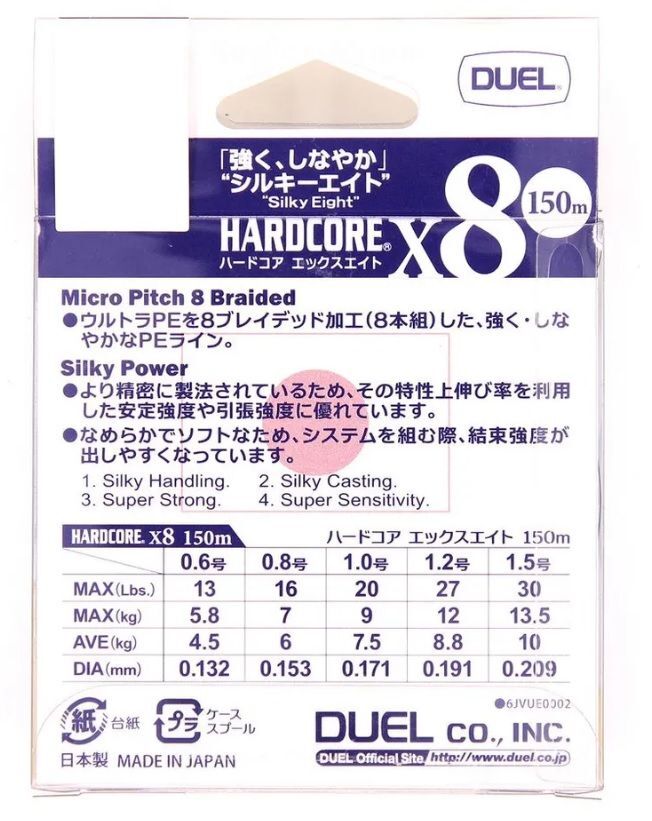 DUEL®
「強く、しなやか」
“シルキーエイト”
“Silky Eight”
HARDCORE® X8 150m
ハードコア エックスエイト
Micro Pitch 8 Braided
●ウルトラPEを8ブレイデッド加工(8本組)した、強く・しな
やかなPEライン。
Silky Power
●より精密に製法されているため、その特性上伸び率を利用
した安定強度や引張強度に優れています。
●なめらかでソフトなため、システムを組む際、結束強度が
出しやすくなっています。
1. Silky Handling. 2. Silky Casting.
3. Super Strong. 4. Super Sensitivity.
HARDCORE® X8 150m ハードコア エックスエイト 150m
0.6号 0.8号 1.0号 1.2号 1.5号
MAX(Lbs.) 13 16 20 27 30
MAX(kg) 5.8 7 9 12 13.5
AVE(kg) 4.5 6 7.5 8.8 10
DIA(mm) 0.132 0.153 0.171 0.191 0.209
●6JVUE0002
紙 台紙 プラ ケース
スプール
DUEL CO., INC.
日本製 MADE IN JAPAN DUEL Official Site http://www.duel.co.jp